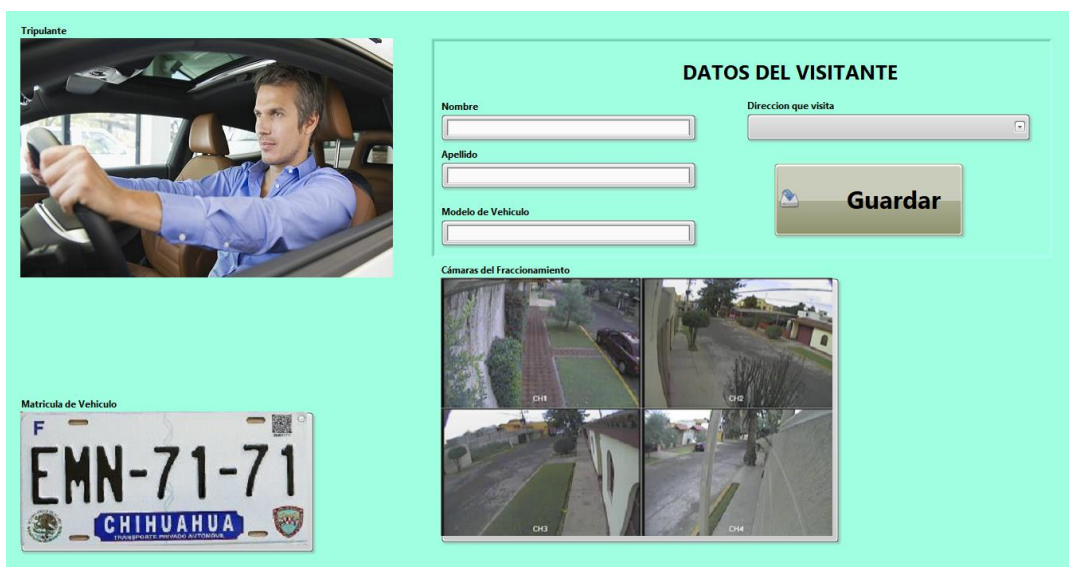 Tripulante
DATOS DEL VISITANTE
Nombre
Direccion que visita
Apellido
Guardar
Modelo de Vehiculo
Cámaras del Fraccionamiento
CH1
CH2
CH3
CH4
Matricula de Vehiculo
F
EMN-71-71
CHIHUAHUA
TRANSPORTE PRIVADO AUTOMOVIL